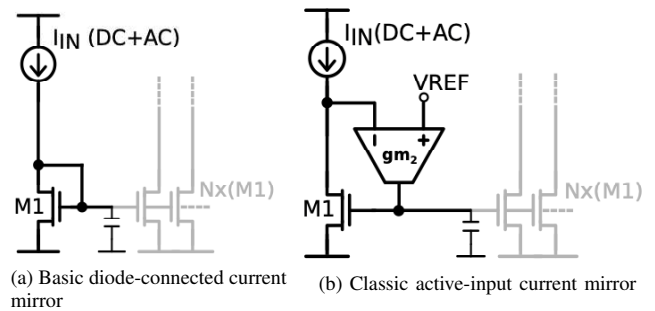 I_IN (DC+AC)
M1
Nx(M1)
(a) Basic diode-connected current
mirror
I_IN(DC+AC)
VREF
- +
gm₂
M1
Nx(M1)
(b) Classic active-input current mirror